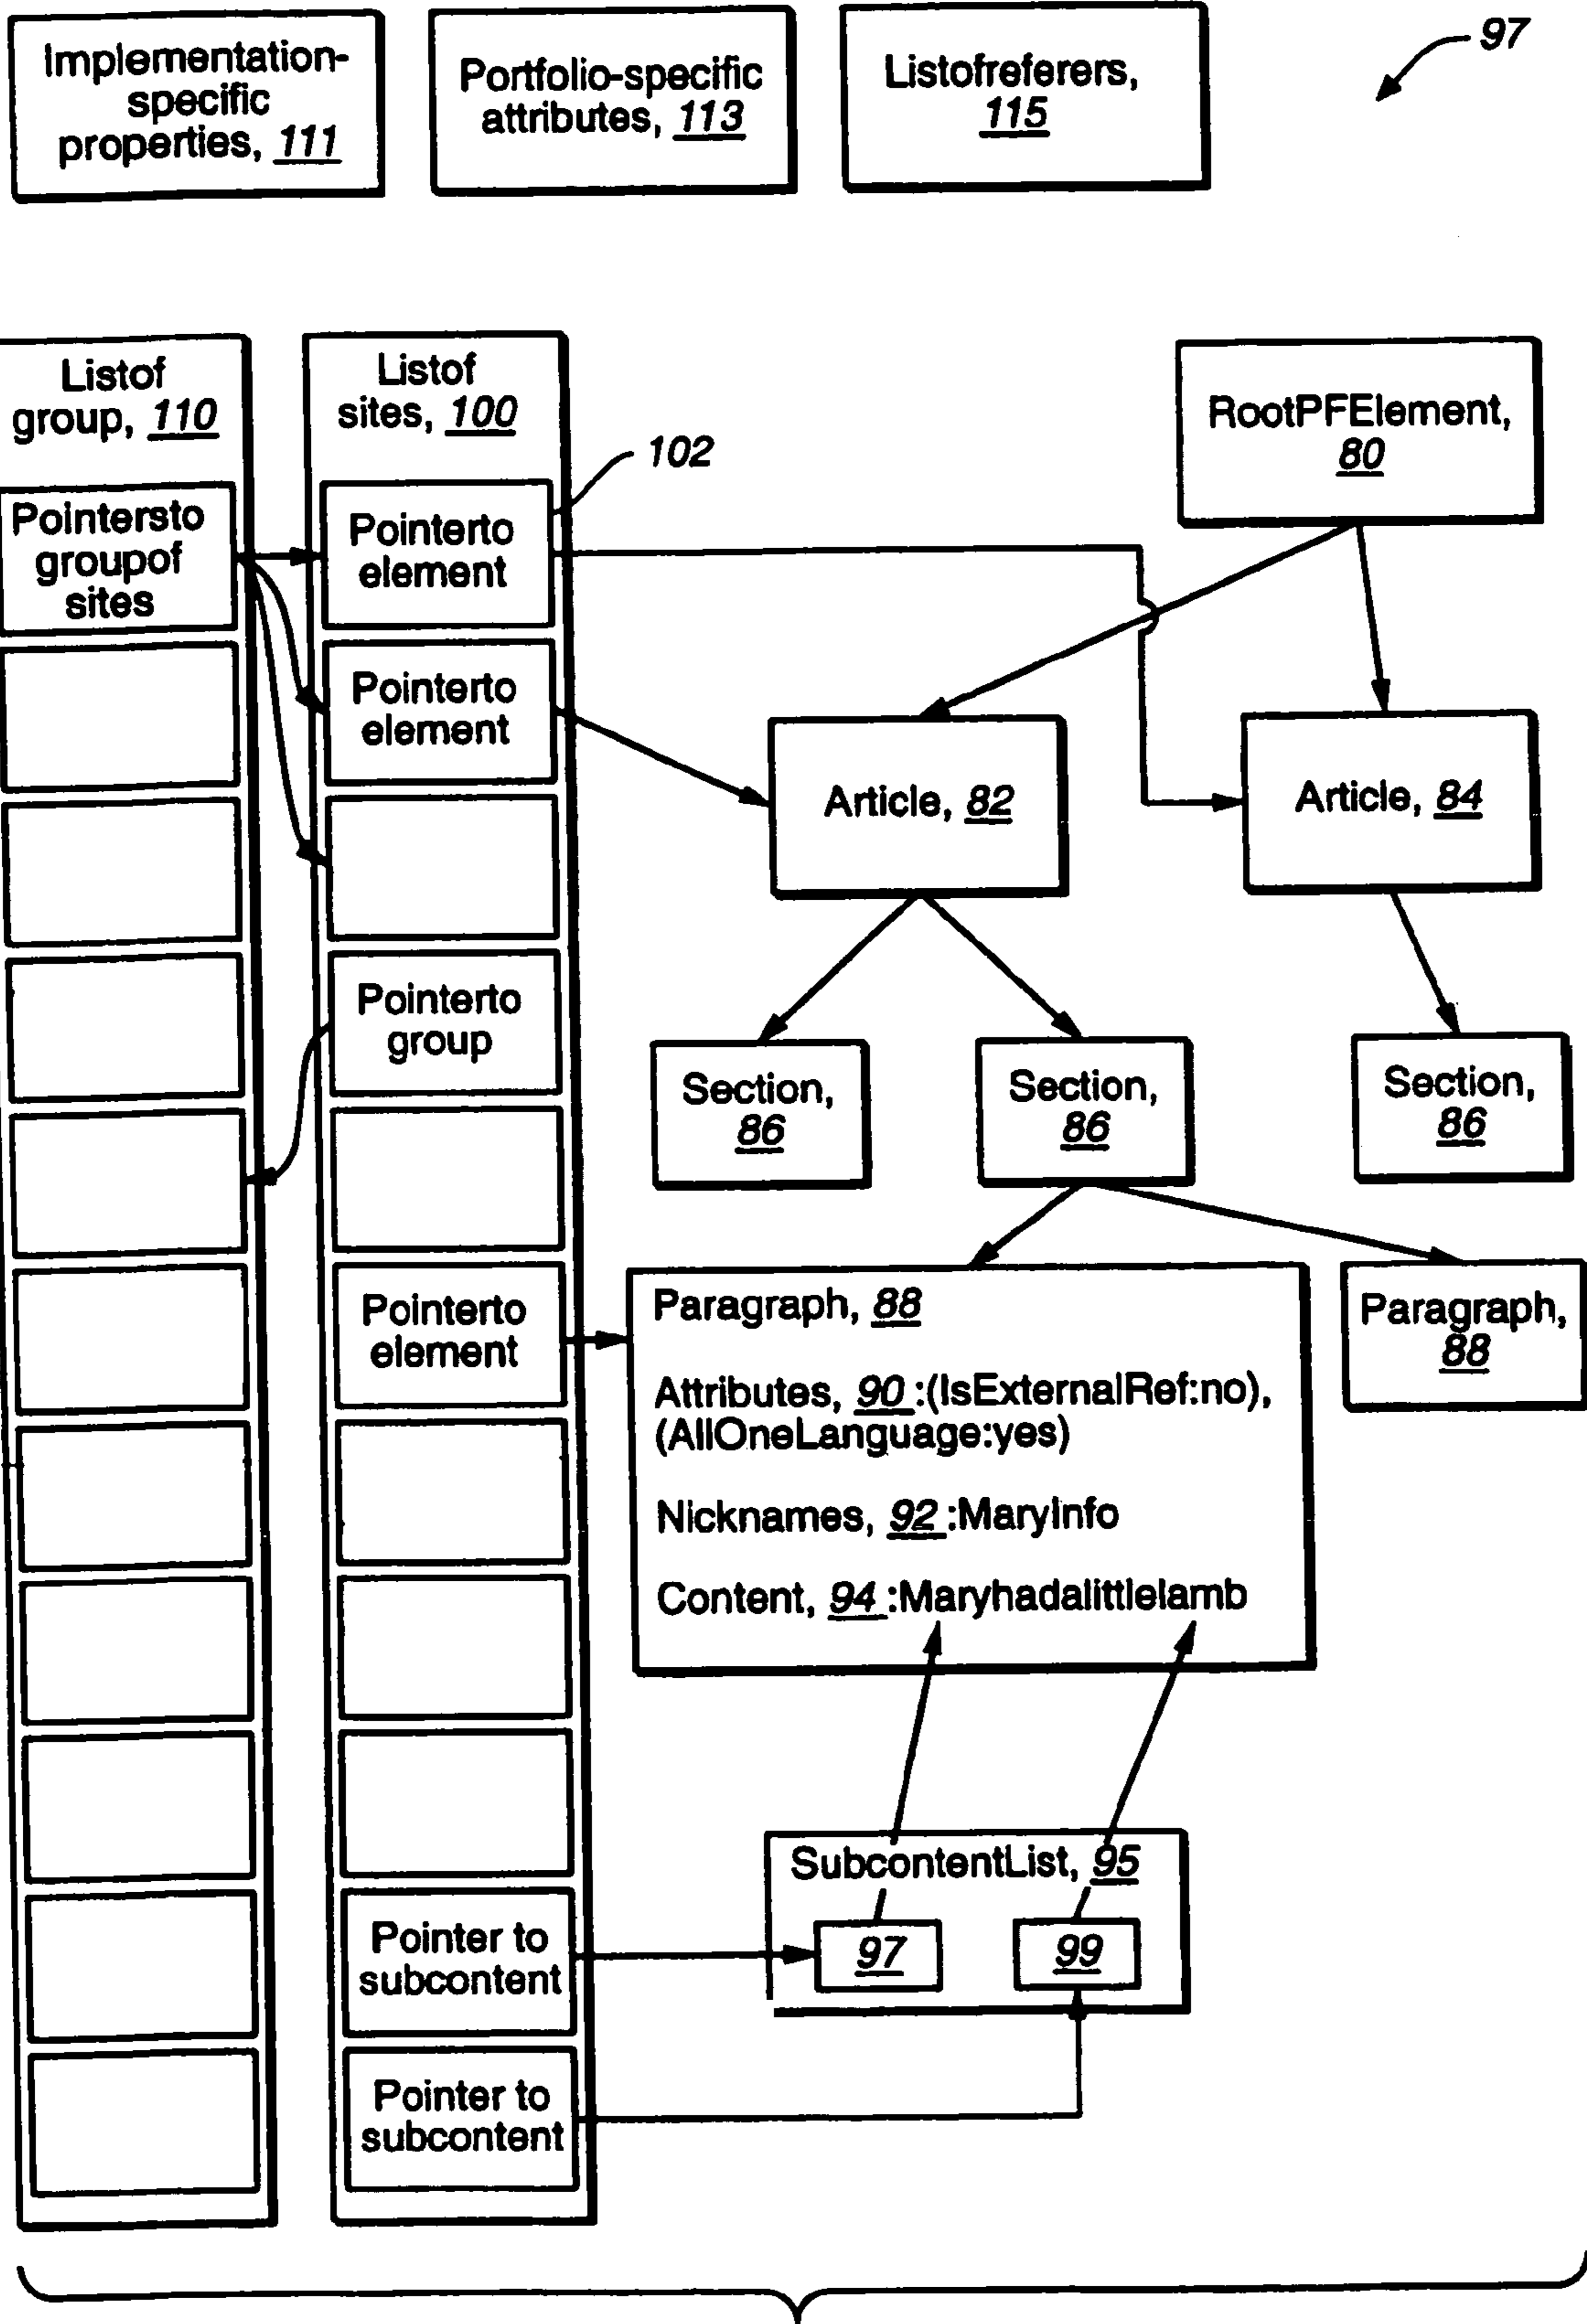 Implementation-
specific
properties, 111
Portfolio-specific
attributes, 113
Listofreferers,
115
97
Listof
group, 110
Listof
sites, 100
102
RootPFElement,
80
Pointersto
groupof
sites
Pointerto
element
Pointerto
element
Article, 82
Article, 84
Pointerto
group
Section,
86
Section,
86
Section,
86
Pointerto
element
Paragraph, 88
Attributes, 90 :(IsExternalRef:no),
(AllOneLanguage:yes)
Nicknames, 92 :MaryInfo
Content, 94 :Maryhadalittlelamb
Paragraph,
88
SubcontentList, 95
97
99
Pointer to
subcontent
Pointer to
subcontent